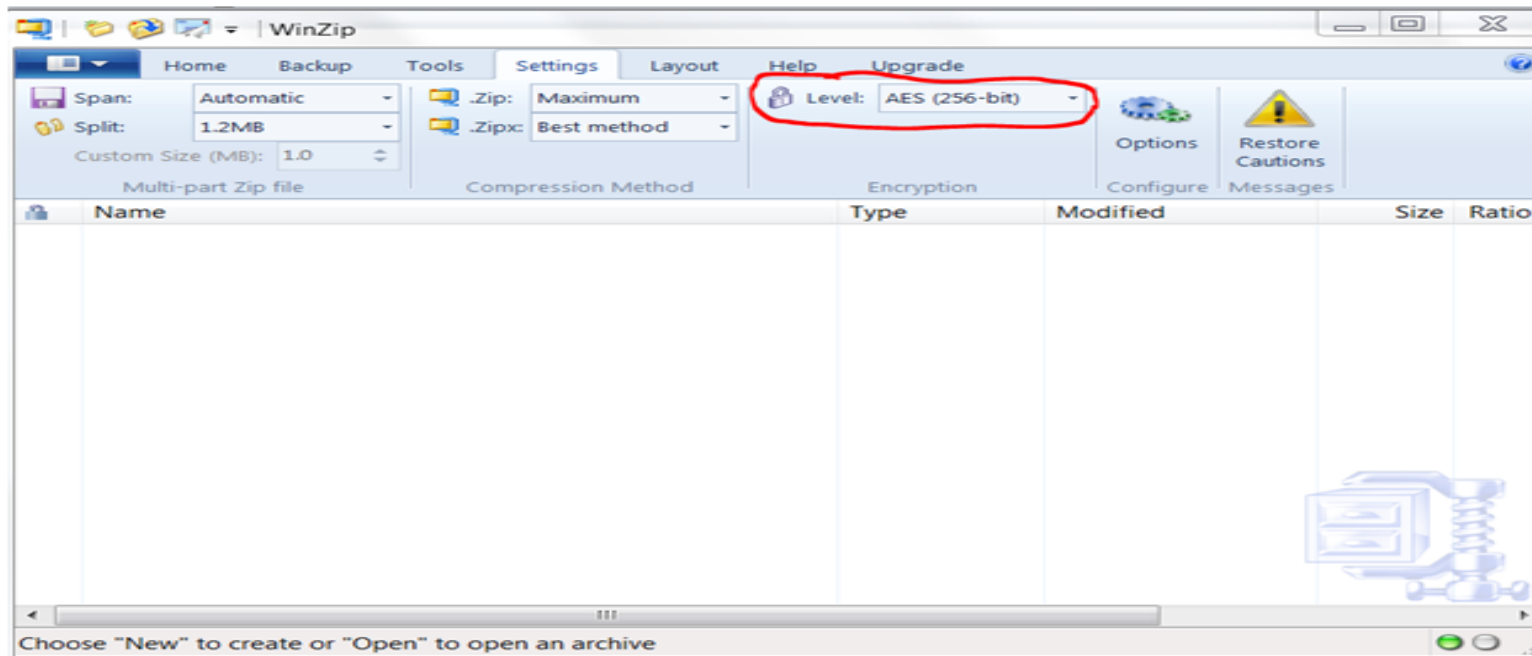 WinZip
Home Backup Tools Settings Layout Help Upgrade
Span: Automatic .Zip: Maximum Level: AES (256-bit)
Split: 1.2MB .Zipx: Best method
Custom Size (MB): 1.0 Options Restore Cautions
Multi-part Zip file Compression Method Encryption Configure Messages
Name Type Modified Size Ratio
Choose "New" to create or "Open" to open an archive